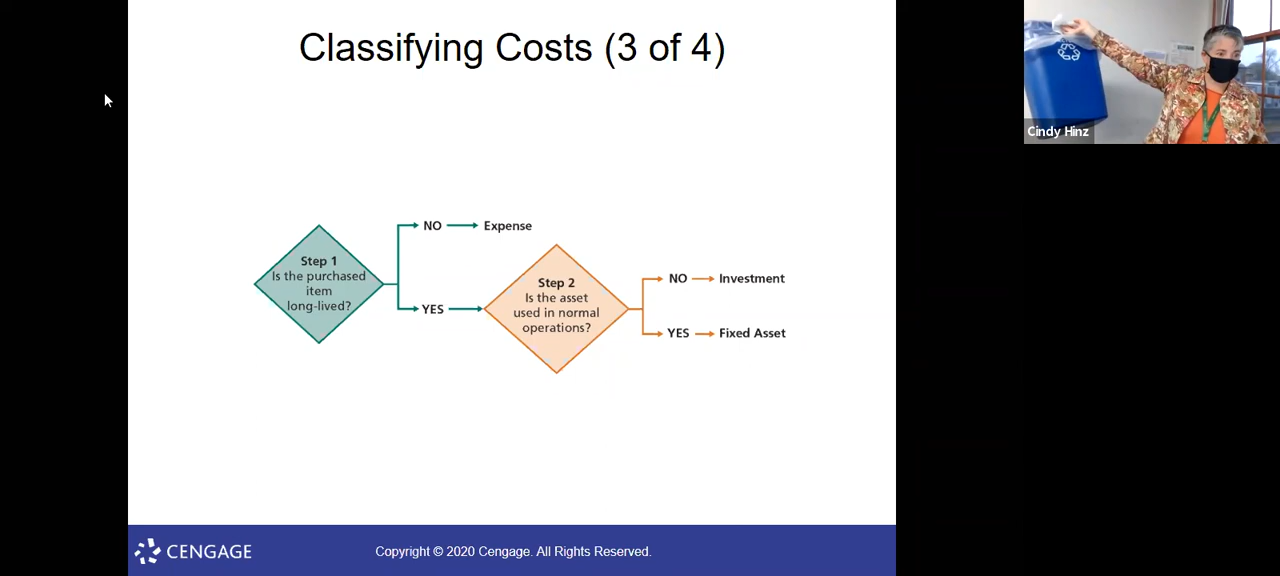 Classifying Costs (3 of 4)
Cindy Hinz
NO
Expense
Step 1
Is the purchased
item
long-lived?
YES
Step 2
Is the asset
used in normal
operations?
NO
Investment
YES
Fixed Asset
CENGAGE
Copyright © 2020 Cengage. All Rights Reserved.